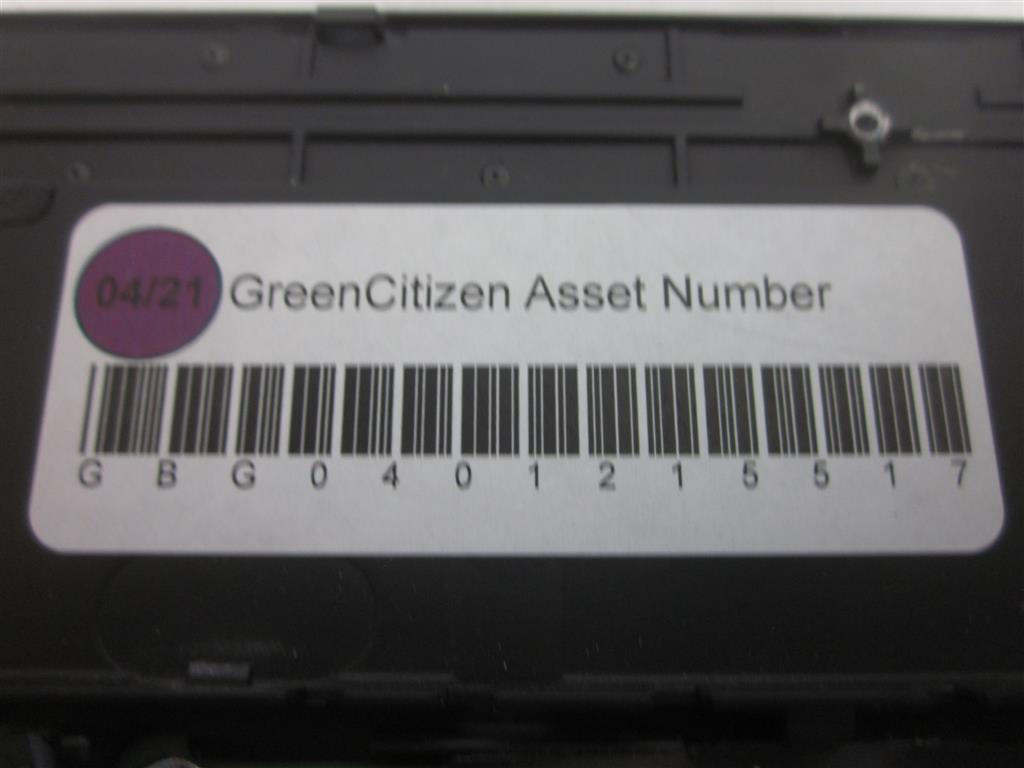 04/21 GreenCitizen Asset Number
G B G 0 4 0 1 2 1 5 5 1 7